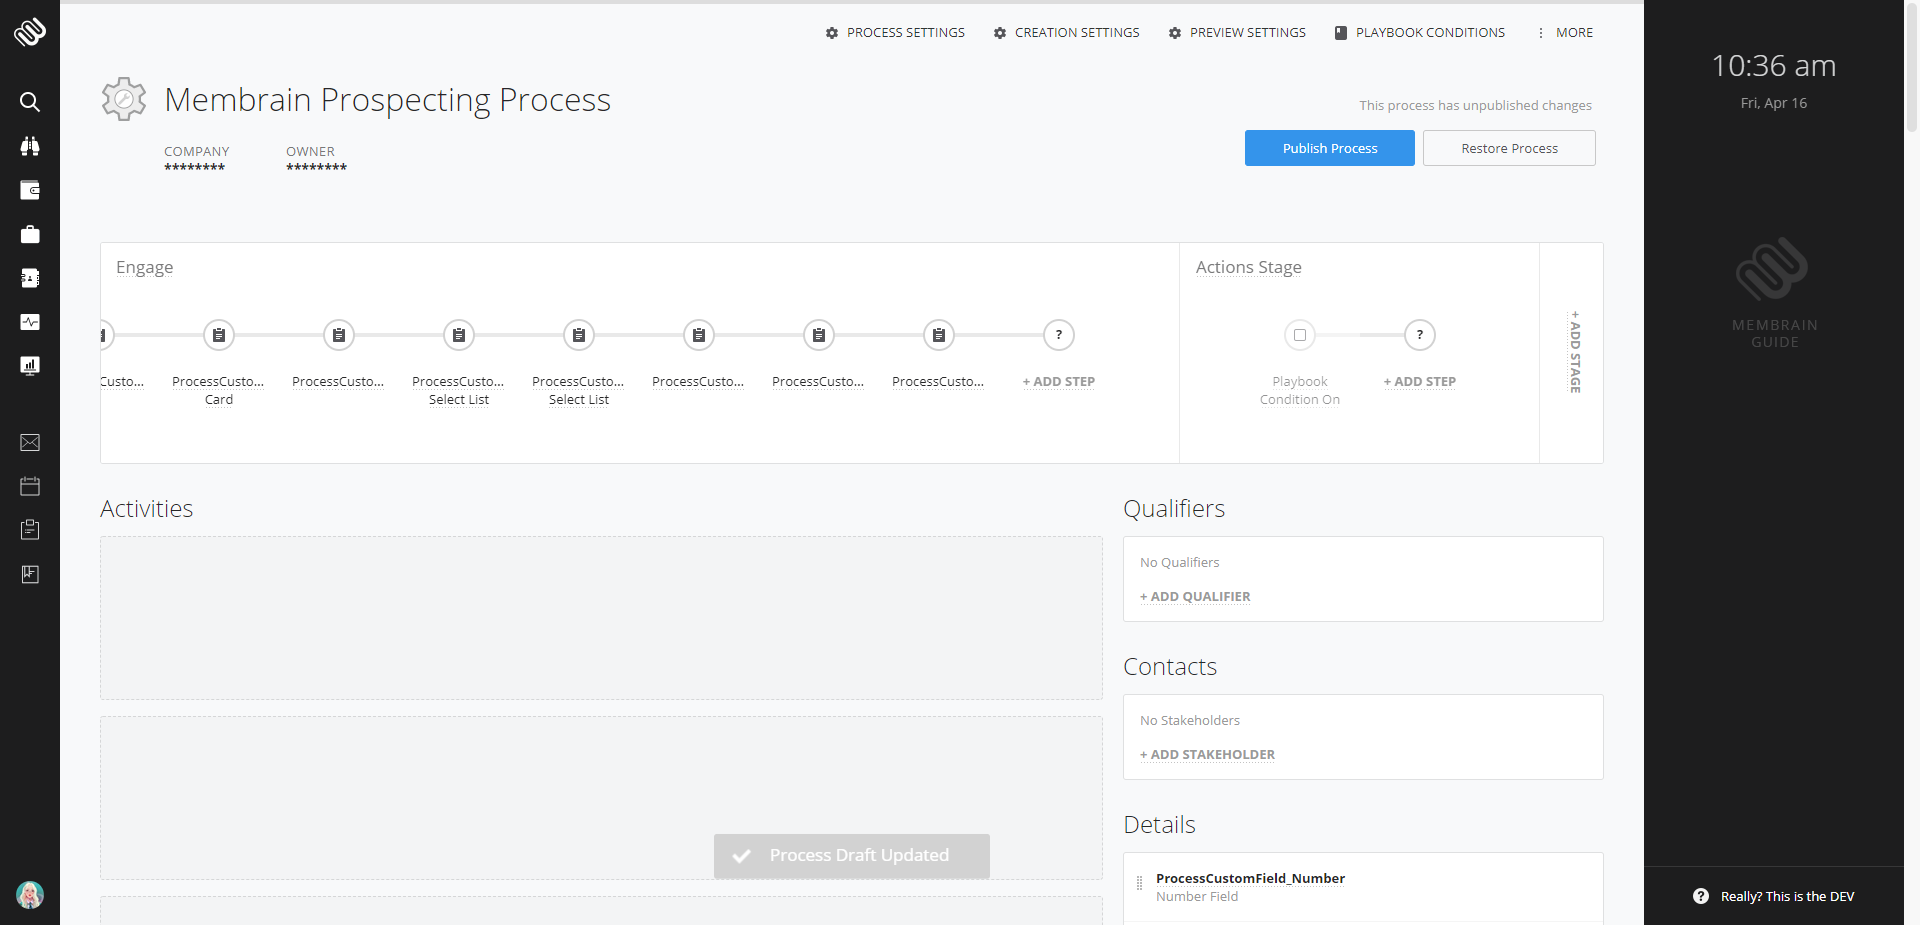 PROCESS SETTINGS
CREATION SETTINGS
PREVIEW SETTINGS
PLAYBOOK CONDITIONS
MORE
10:36 am
Fri, Apr 16
Membrain Prospecting Process
This process has unpublished changes
COMPANY
********
OWNER
********
Publish Process
Restore Process
Engage
Actions Stage
Custo...
ProcessCusto...
Card
ProcessCusto...
ProcessCusto...
Select List
ProcessCusto...
Select List
ProcessCusto...
ProcessCusto...
ProcessCusto...
?
+ ADD STEP
Playbook
Condition On
?
+ ADD STEP
+ ADD STAGE
MEMBRAIN
GUIDE
Activities
Qualifiers
No Qualifiers
+ ADD QUALIFIER
Contacts
No Stakeholders
+ ADD STAKEHOLDER
Details
Process Draft Updated
ProcessCustomField_Number
Number Field
? Really? This is the DEV